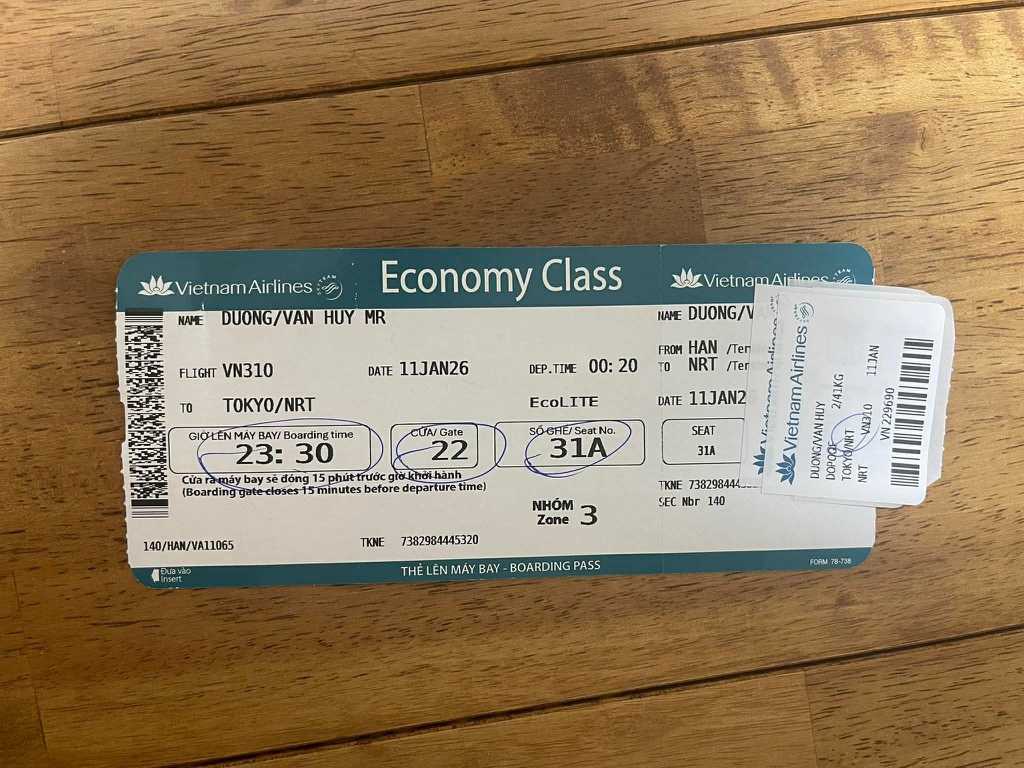 Vietnam Airlines
Economy Class
NAME DUONG/VAN HUY MR
FLIGHT VN310 DATE 11JAN26 DEP.TIME 00:20
TO TOKYO/NRT EcoLITE
GIỜ LÊN MÁY BAY/ Boarding time
23:30
CỬA/ Gate
22
SỐ GHẾ/ Seat No.
31A
Cửa ra máy bay sẽ đóng 15 phút trước giờ khởi hành
(Boarding gate closes 15 minutes before departure time)
NHÓM
Zone 3
140/HAN/VA11065 TKNE 7382984445320
Đưa vào
Insert
THẺ LÊN MÁY BAY - BOARDING PASS
Vietnam Airlines
NAME DUONG/
FROM HAN /Ter
TO NRT /Ter
DATE 11JAN2
SEAT
31A
TKNE 73829844
SEC Nbr 140
FORM 78-738
Vietnam Airlines
Vietnam Airlines
DUONG/VAN HUY 2/41KG
TOKYO/NRT VN310 11JAN
NRT VN 229690